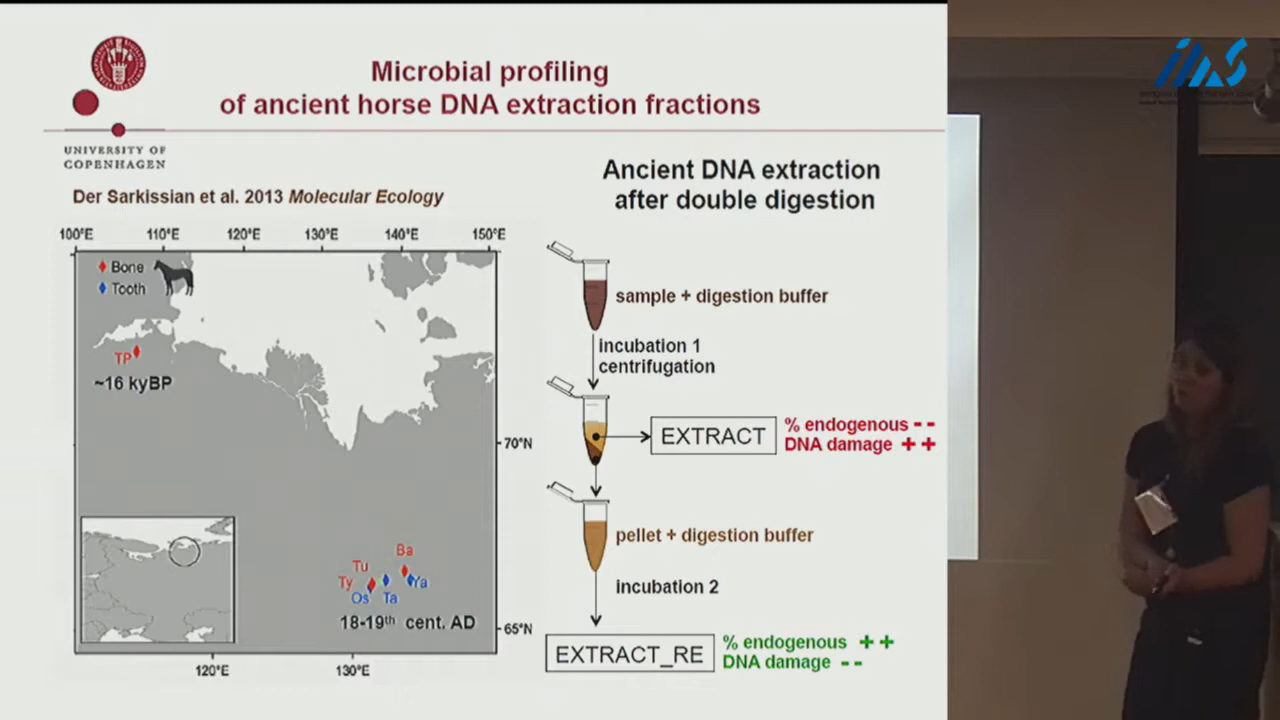 Microbial profiling
of ancient horse DNA extraction fractions
UNIVERSITY OF
COPENHAGEN
Der Sarkissian et al. 2013 Molecular Ecology
100°E 110°E 120°E 130°E 140°E 150°E
Bone
Tooth
TP
~16 kyBP
70°N
Ba
Tu
Ty
Ya
Os
Ta
18-19th cent. AD
65°N
120°E 130°E
Ancient DNA extraction
after double digestion
sample + digestion buffer
incubation 1
centrifugation
EXTRACT
% endogenous - -
DNA damage + +
pellet + digestion buffer
incubation 2
EXTRACT_RE
% endogenous + +
DNA damage - -
IIAS